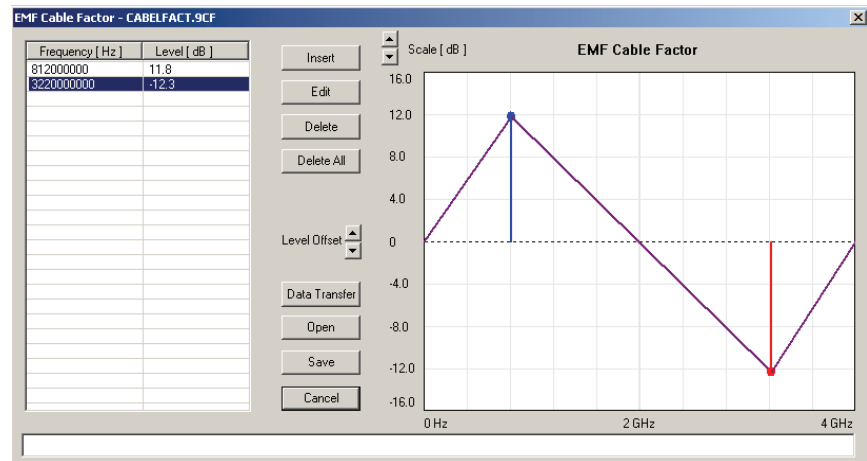 EMF Cable Factor - CABELFACT.9CF
Frequency [ Hz ] Level [ dB ]
812000000 11.8
3220000000 -12.3
Insert
Edit
Delete
Delete All
Level Offset
Data Transfer
Open
Save
Cancel
Scale [ dB ]
EMF Cable Factor
16.0
12.0
8.0
4.0
0
-4.0
-8.0
-12.0
-16.0
0 Hz 2 GHz 4 GHz